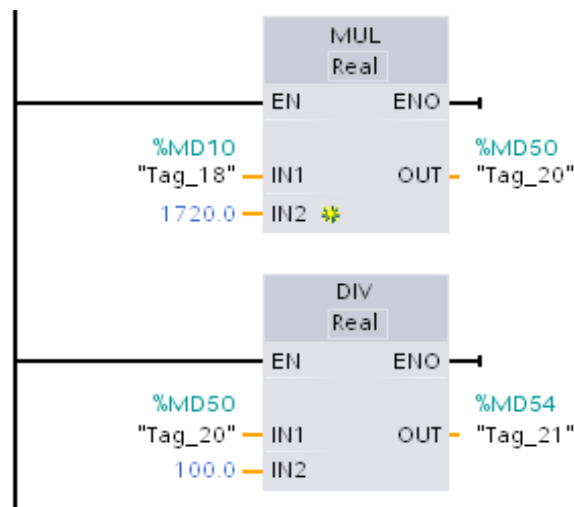 MUL
Real
EN ENO
%MD10 %MD50
"Tag_18" IN1 OUT "Tag_20"
1720.0 IN2
DIV
Real
EN ENO
%MD50 %MD54
"Tag_20" IN1 OUT "Tag_21"
100.0 IN2